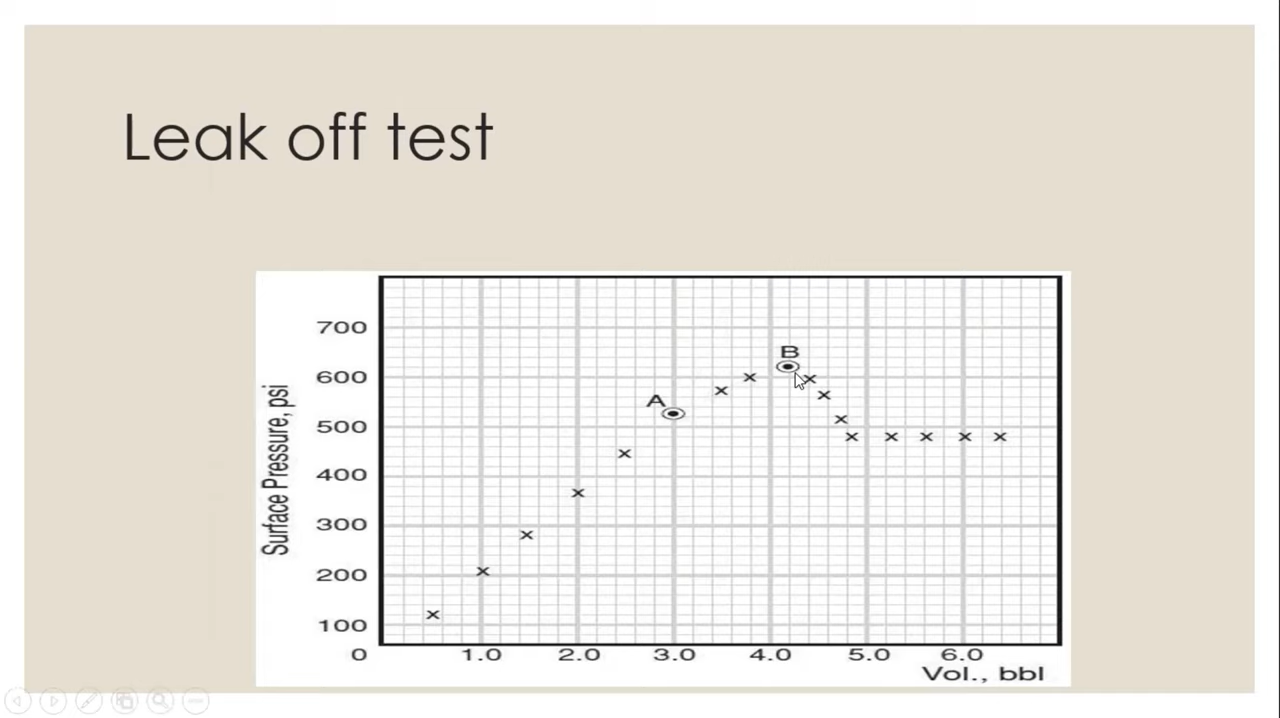 Leak off test
Surface Pressure, psi
700
600
500
400
300
200
100
0
A
B
1.0 2.0 3.0 4.0 5.0 6.0
Vol., bbl